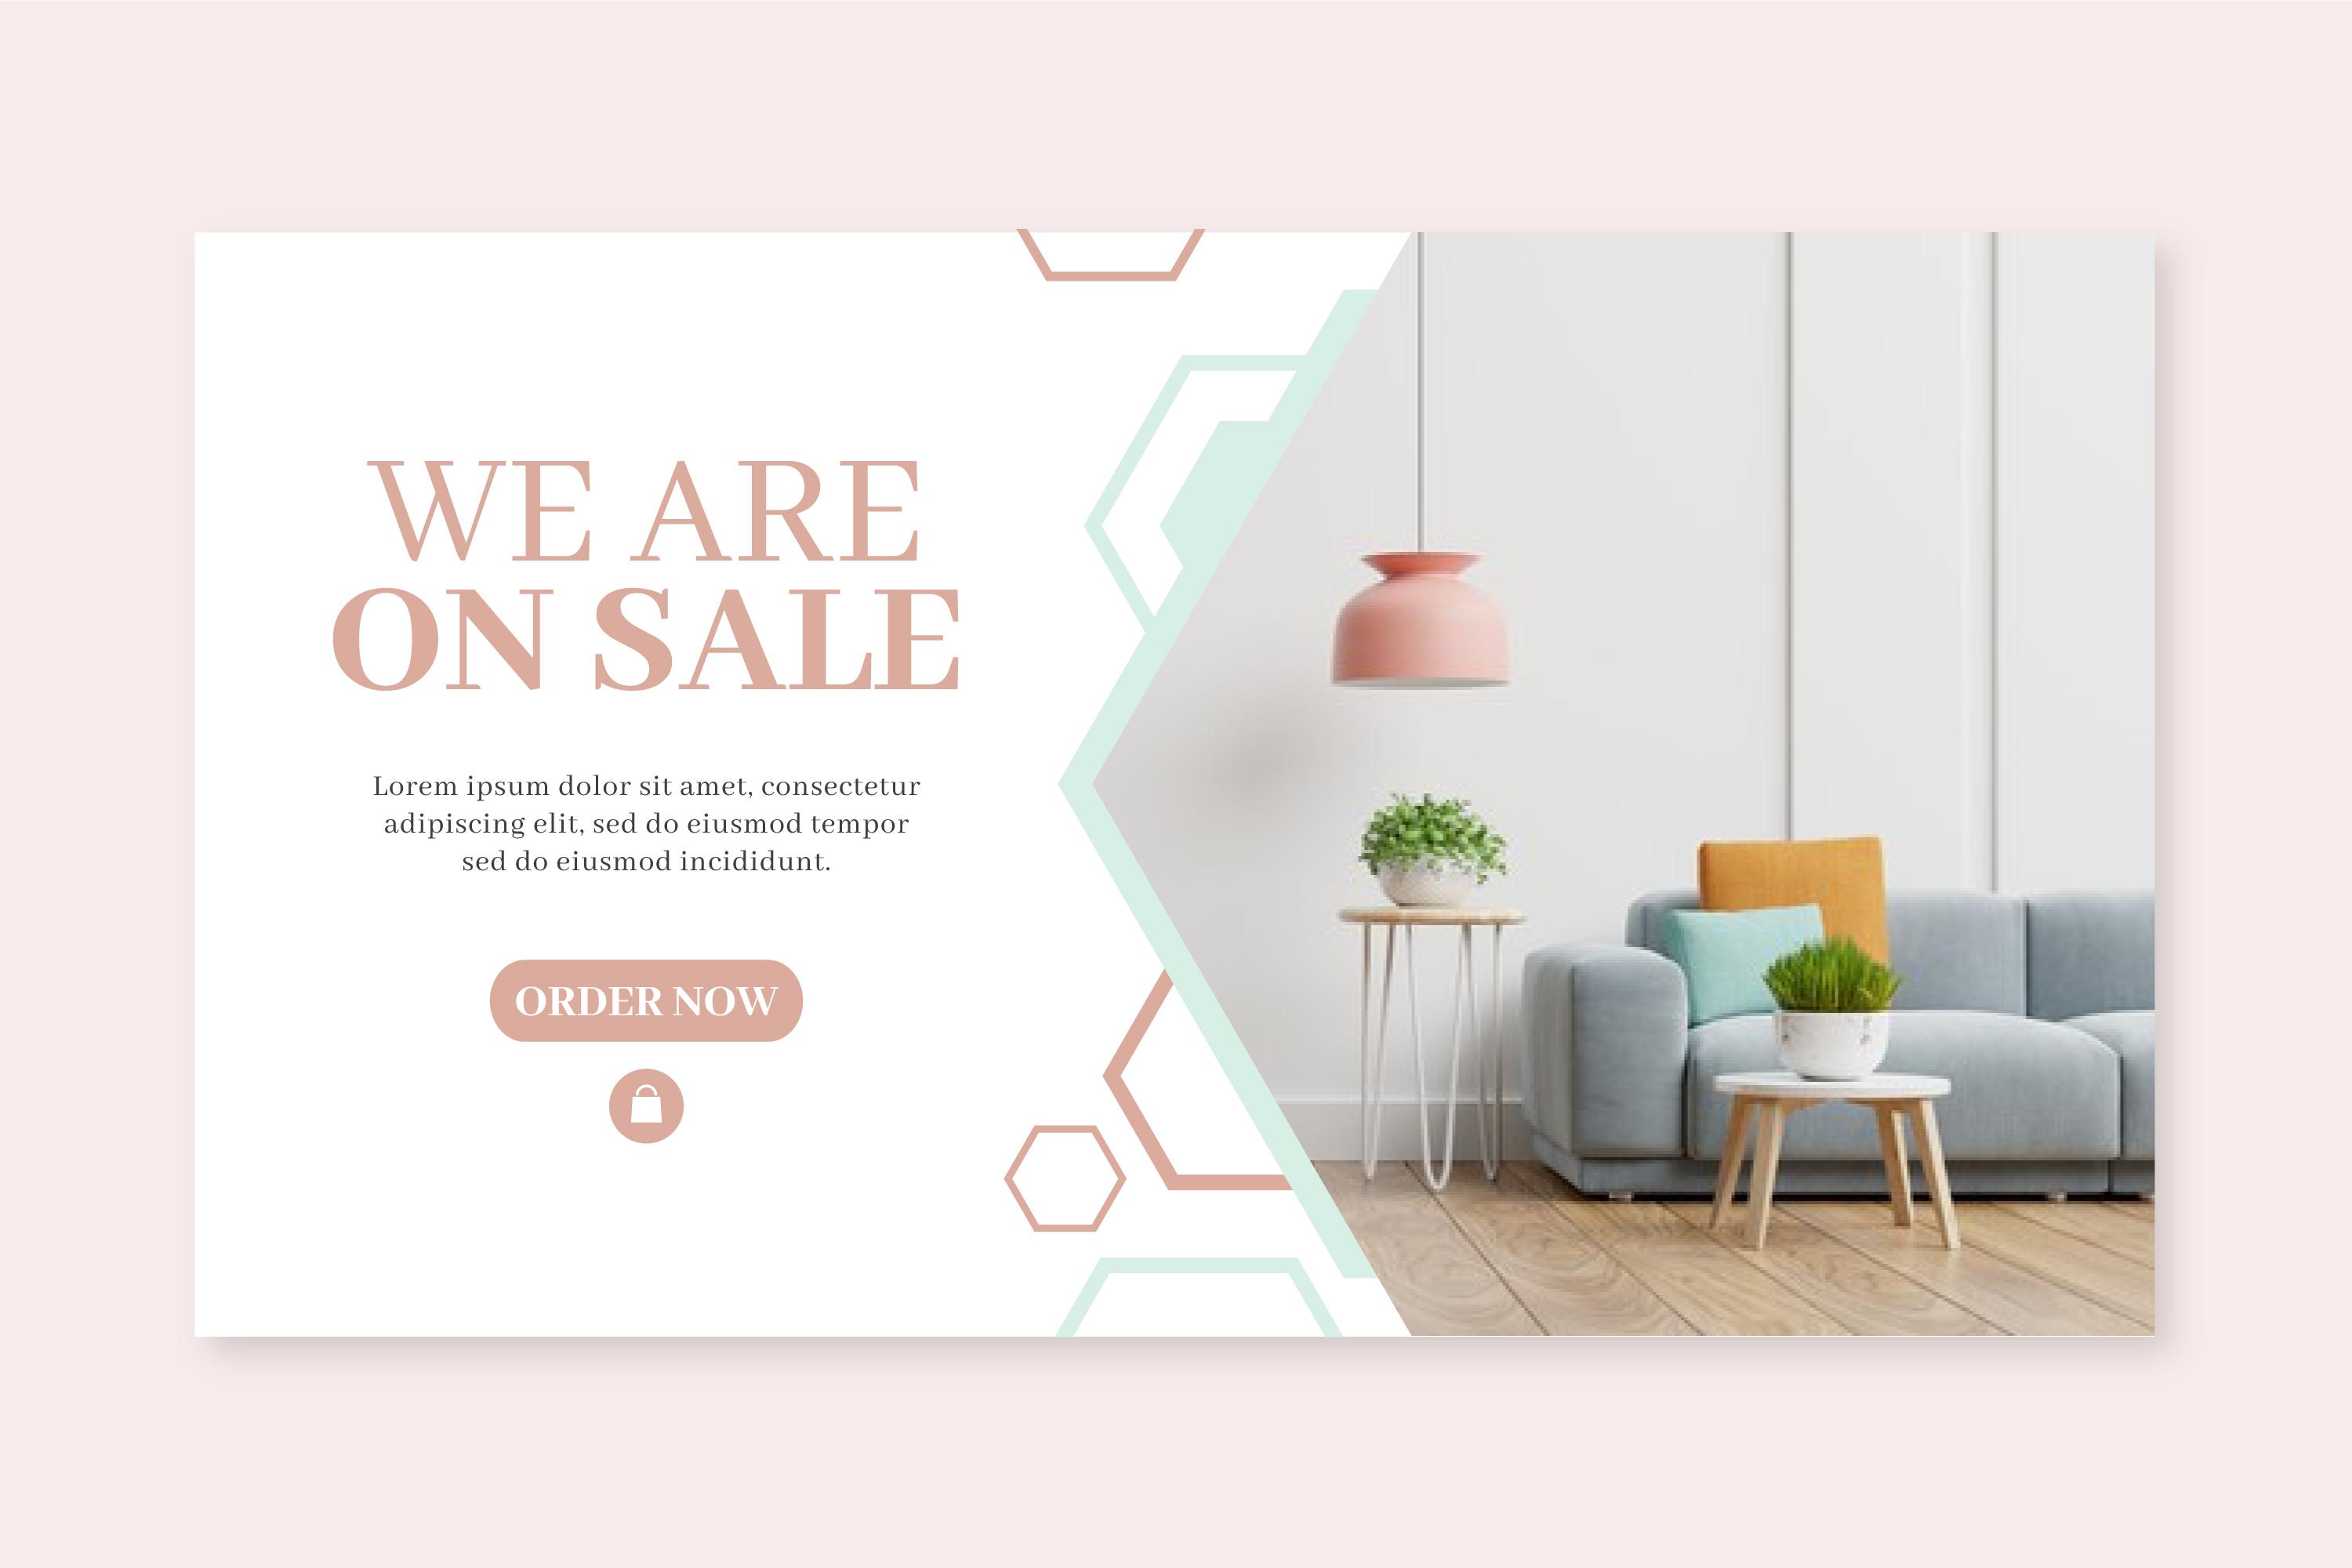 WE ARE
ON SALE
Lorem ipsum dolor sit amet, consectetur
adipiscing elit, sed do eiusmod tempor
sed do eiusmod incididunt.
ORDER NOW